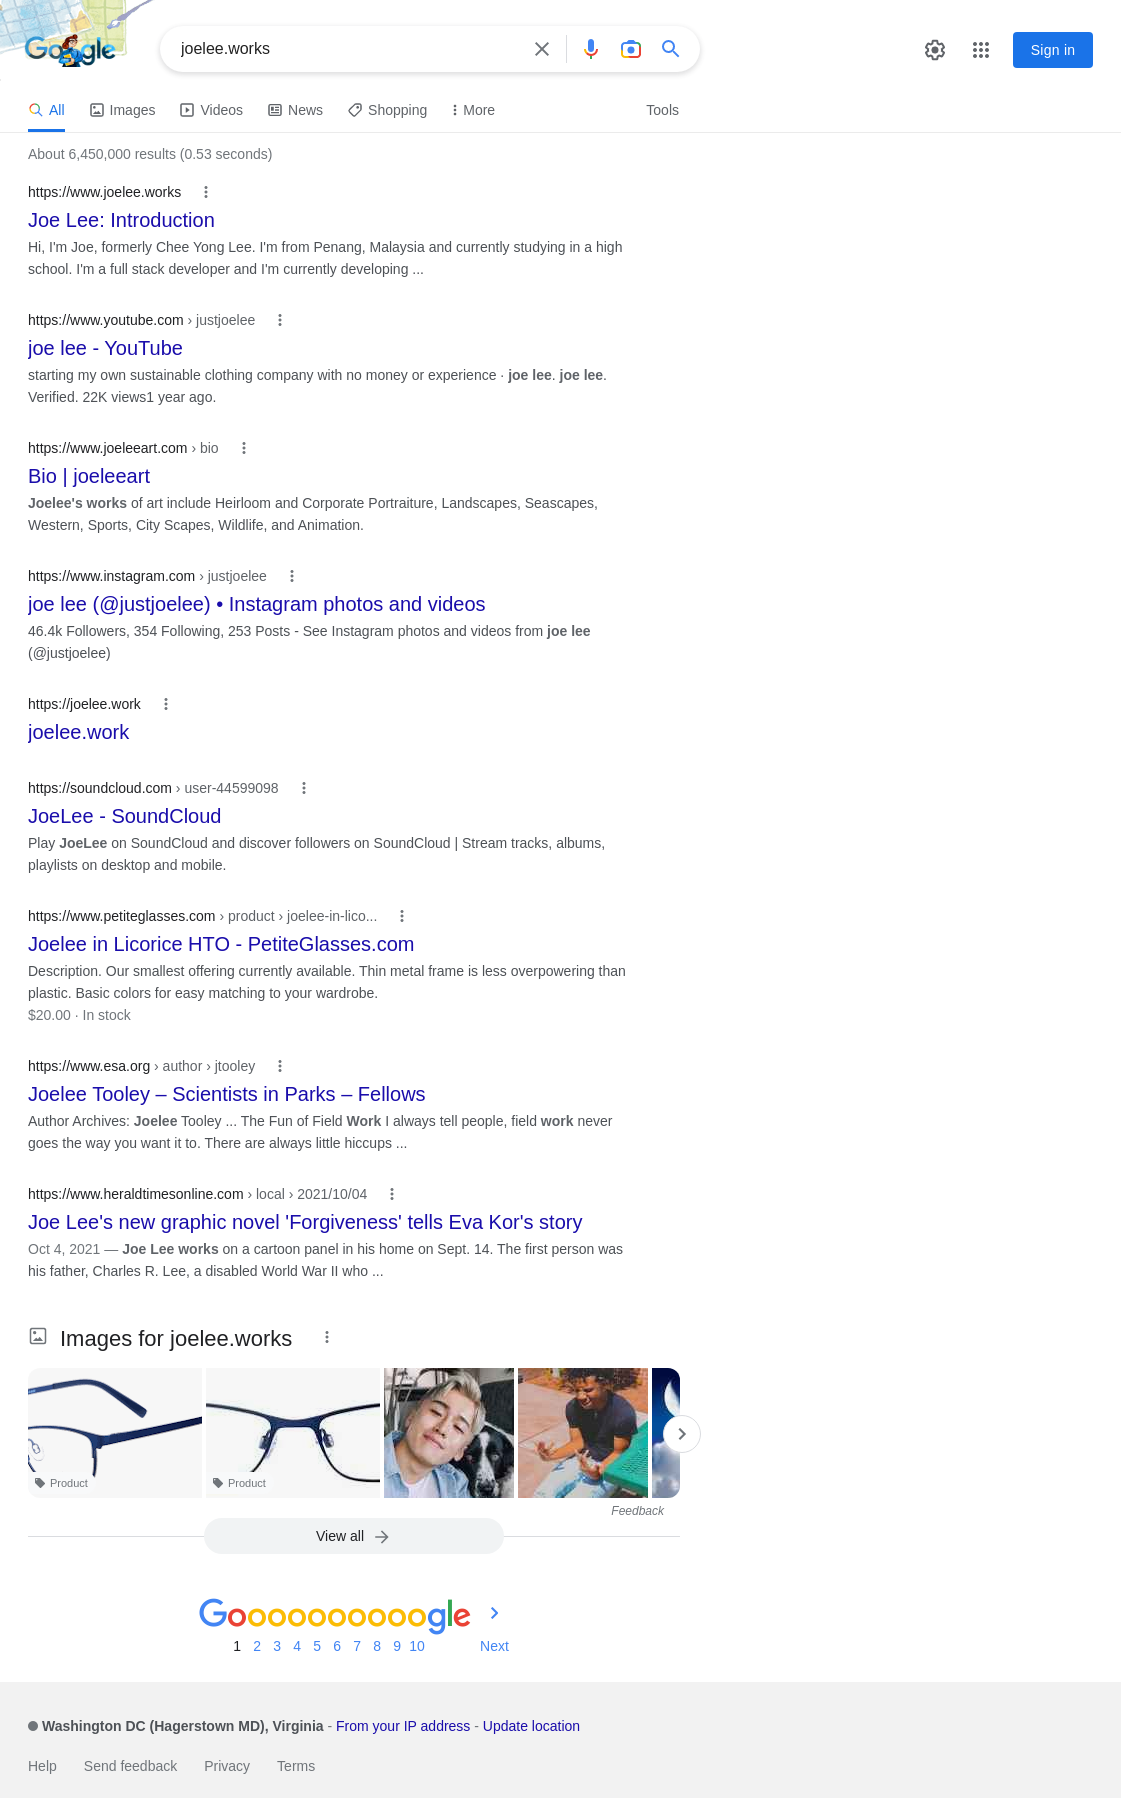 Google
joelee.works
Sign in
All Images Videos News Shopping More Tools
About 6,450,000 results (0.53 seconds)
https://www.joelee.works
Joe Lee: Introduction
Hi, I'm Joe, formerly Chee Yong Lee. I'm from Penang, Malaysia and currently studying in a high
school. I'm a full stack developer and I'm currently developing ...
https://www.youtube.com › justjoelee
joe lee - YouTube
starting my own sustainable clothing company with no money or experience · joe lee. joe lee.
Verified. 22K views1 year ago.
https://www.joeleeart.com › bio
Bio | joeleeart
Joelee's works of art include Heirloom and Corporate Portraiture, Landscapes, Seascapes,
Western, Sports, City Scapes, Wildlife, and Animation.
https://www.instagram.com › justjoelee
joe lee (@justjoelee) • Instagram photos and videos
46.4k Followers, 354 Following, 253 Posts - See Instagram photos and videos from joe lee
(@justjoelee)
https://joelee.work
joelee.work
https://soundcloud.com › user-44599098
JoeLee - SoundCloud
Play JoeLee on SoundCloud and discover followers on SoundCloud | Stream tracks, albums,
playlists on desktop and mobile.
https://www.petiteglasses.com › product › joelee-in-lico...
Joelee in Licorice HTO - PetiteGlasses.com
Description. Our smallest offering currently available. Thin metal frame is less overpowering than
plastic. Basic colors for easy matching to your wardrobe.
$20.00 · In stock
https://www.esa.org › author › jtooley
Joelee Tooley – Scientists in Parks – Fellows
Author Archives: Joelee Tooley ... The Fun of Field Work I always tell people, field work never
goes the way you want it to. There are always little hiccups ...
https://www.heraldtimesonline.com › local › 2021/10/04
Joe Lee's new graphic novel 'Forgiveness' tells Eva Kor's story
Oct 4, 2021 — Joe Lee works on a cartoon panel in his home on Sept. 14. The first person was
his father, Charles R. Lee, a disabled World War II who ...
Images for joelee.works
Product Product
Feedback
View all
Goooooooooogle
1 2 3 4 5 6 7 8 9 10 Next
Washington DC (Hagerstown MD), Virginia - From your IP address - Update location
Help Send feedback Privacy Terms